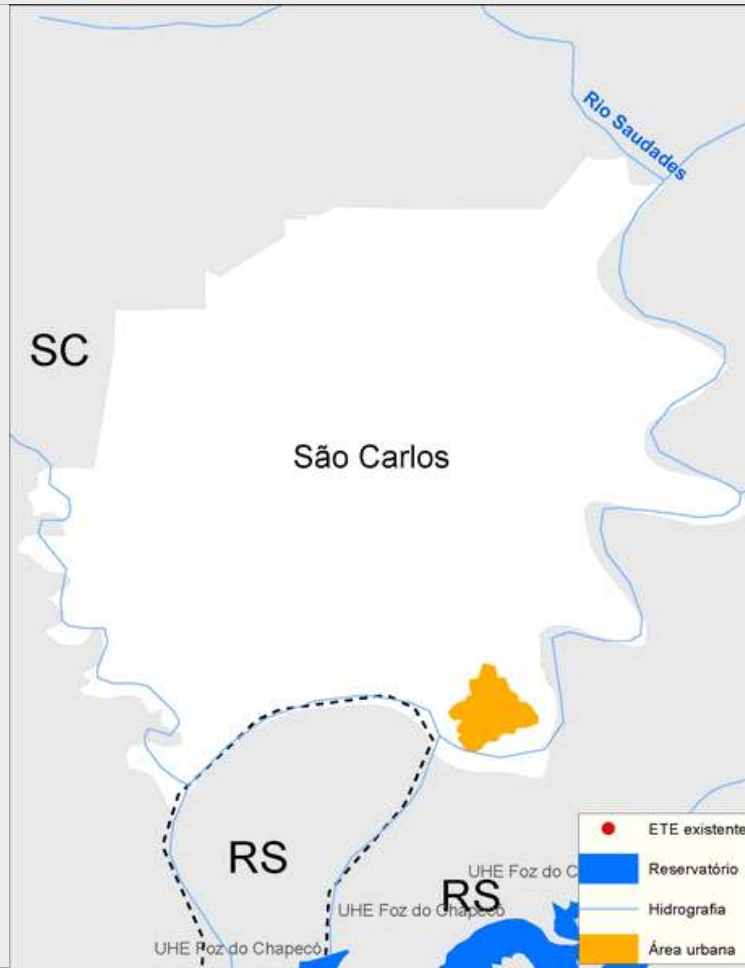 Rio Saudades
SC
São Carlos
RS
RS
UHE Foz do C
UHE Foz do Chapecó
UHE Foz do Chapecó
ETE existente
Reservatório
Hidrografia
Área urbana